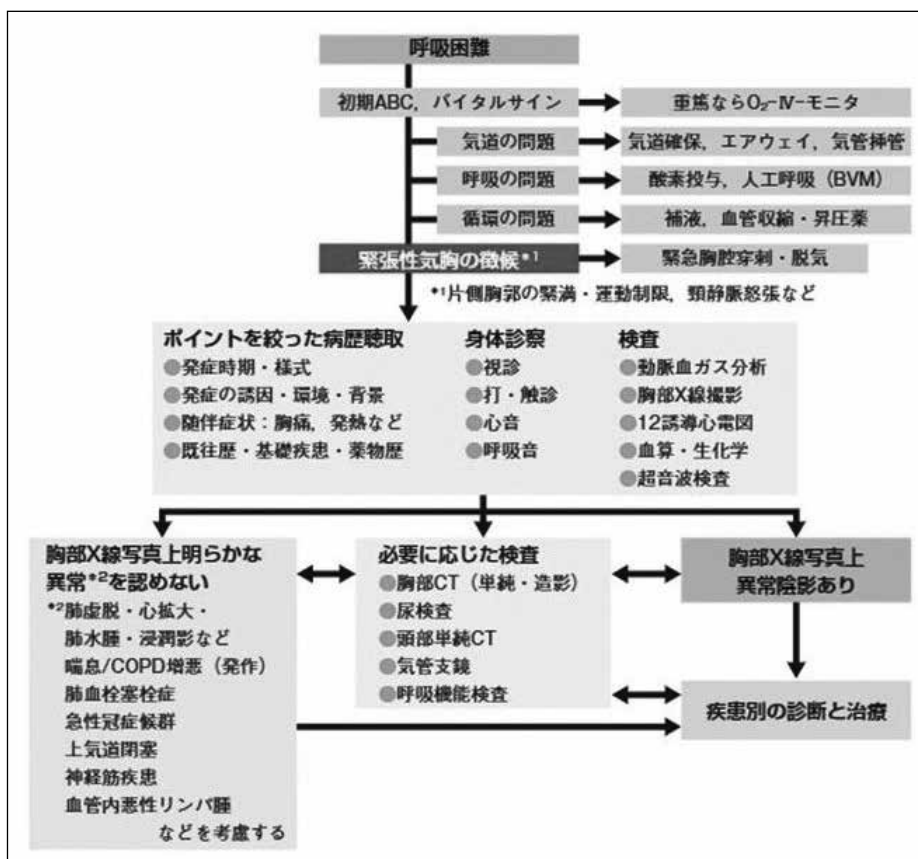 呼吸困難
初期ABC，バイタルサイン
重篤ならO₂-Ⅳ-モニタ
気道の問題
気道確保，エアウェイ，気管挿管
呼吸の問題
酸素投与，人工呼吸（BVM）
循環の問題
補液，血管収縮・昇圧薬
緊張性気胸の徴候*1
緊急胸腔穿刺・脱気
*1片側胸郭の緊満・運動制限，頸静脈怒張など
ポイントを絞った病歴聴取
●発症時期・様式
●発症の誘因・環境・背景
●随伴症状：胸痛，発熱など
●既往歴・基礎疾患・薬物歴
身体診察
●視診
●打・触診
●心音
●呼吸音
検査
●動脈血ガス分析
●胸部X線撮影
●12誘導心電図
●血算・生化学
●超音波検査
胸部X線写真上明らかな
異常*2を認めない
*2肺虚脱・心拡大・
肺水腫・浸潤影など
喘息/COPD増悪（発作）
肺血栓塞栓症
急性冠症候群
上気道閉塞
神経筋疾患
血管内悪性リンパ腫
などを考慮する
必要に応じた検査
●胸部CT（単純・造影）
●尿検査
●頭部単純CT
●気管支鏡
●呼吸機能検査
胸部X線写真上
異常陰影あり
疾患別の診断と治療